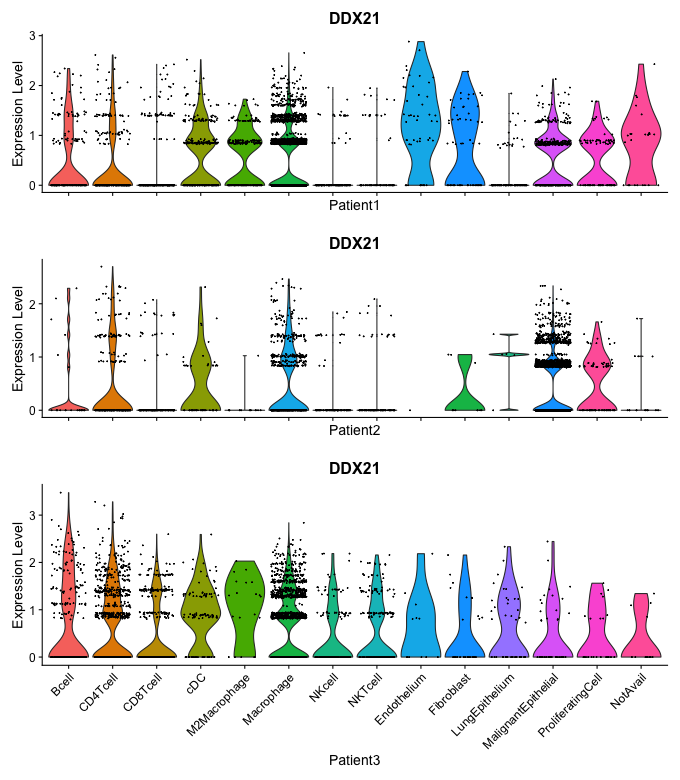 DDX21
Expression Level
3
2
1
0
Patient1
DDX21
Expression Level
2
1
0
Patient2
DDX21
Expression Level
3
2
1
0
Bcell
CD4Tcell
CD8Tcell
cDC
M2Macrophage
Macrophage
NKcell
NKTcell
Endothelium
Fibroblast
LungEpithelium
MalignantEpithelial
ProliferatingCell
NotAvail
Patient3